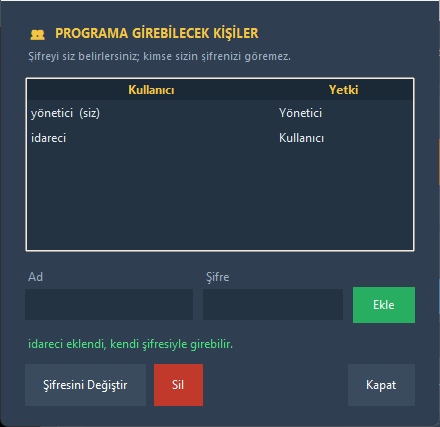 PROGRAMA GİREBİLECEK KİŞİLER
Şifreyi siz belirlersiniz; kimse sizin şifrenizi göremez.
Kullanıcı Yetki
yönetici (siz) Yönetici
idareci Kullanıcı
Ad Şifre
Ekle
idareci eklendi, kendi şifresiyle girebilir.
Şifresini Değiştir Sil Kapat